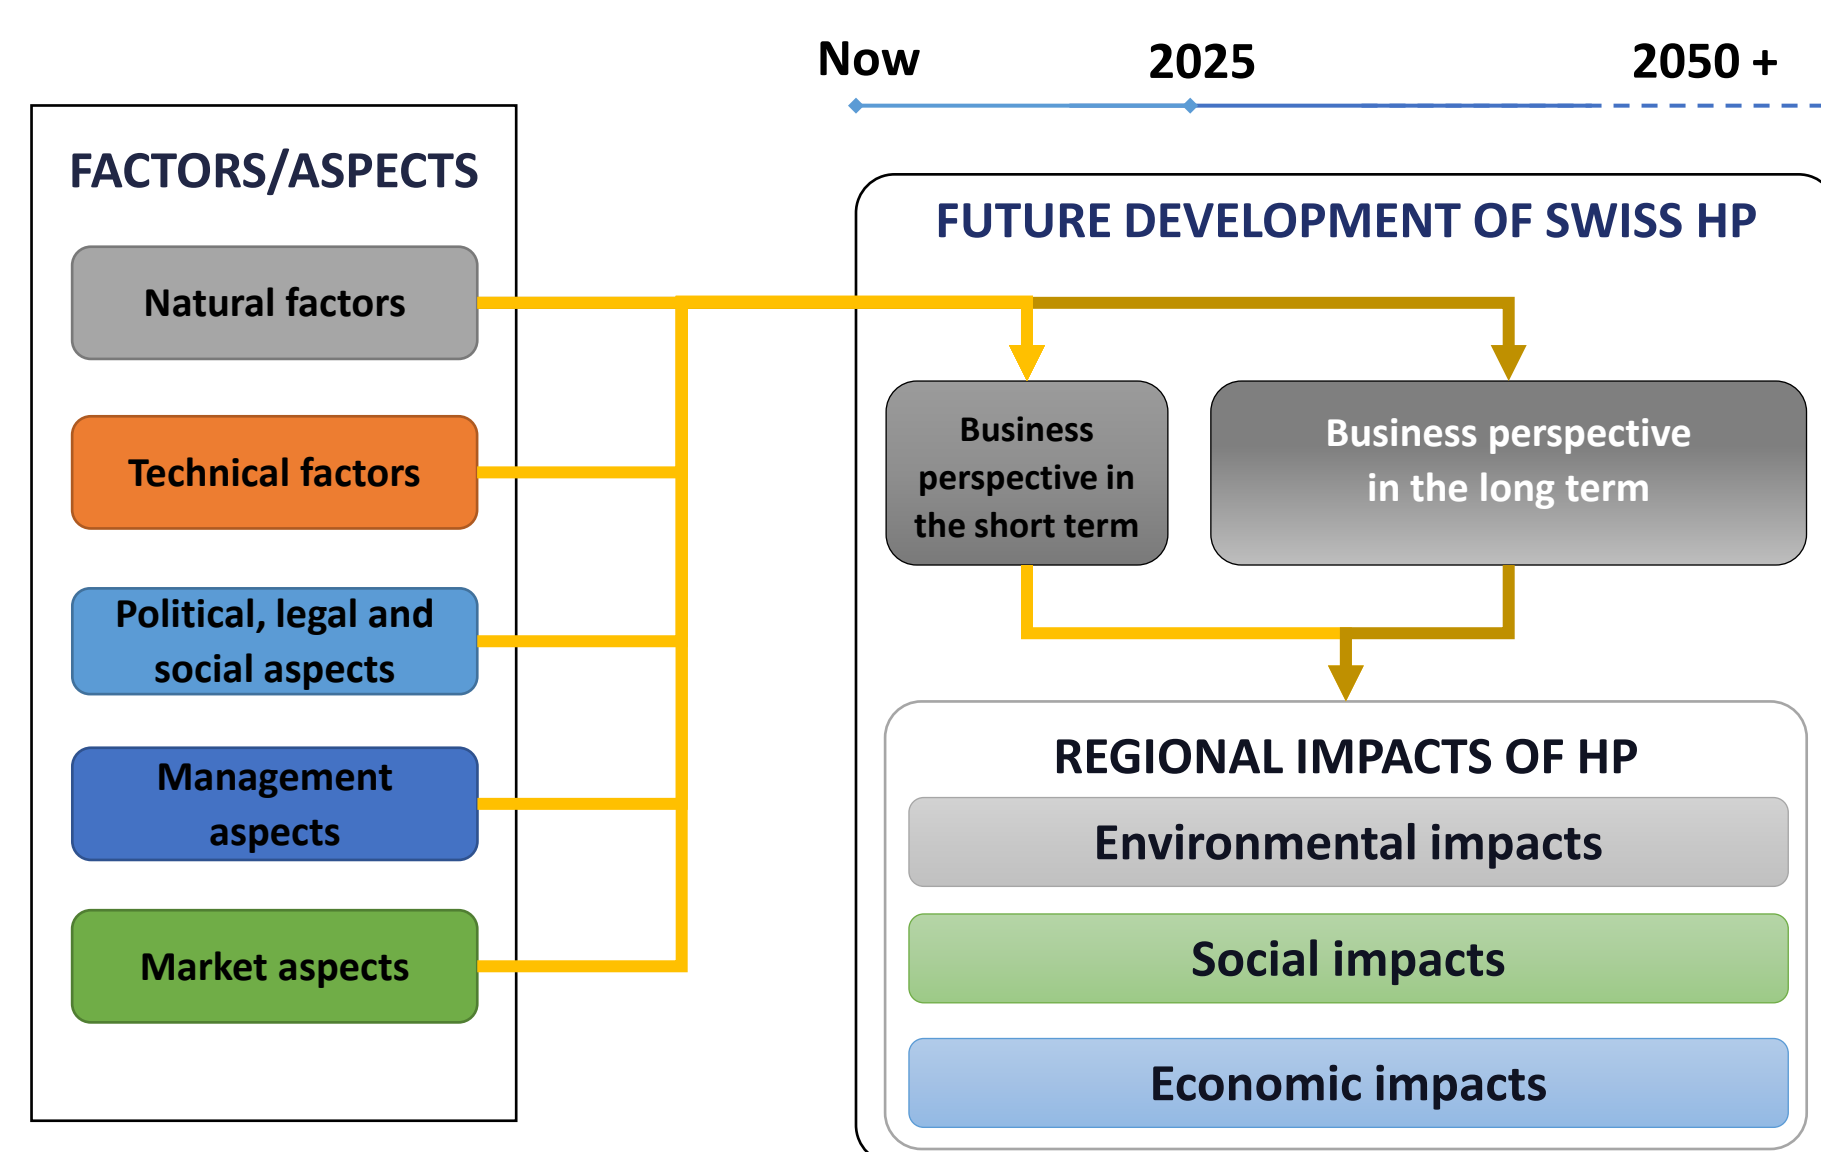 Now
2025
2050 +
FACTORS/ASPECTS
Natural factors
Technical factors
Political, legal and
social aspects
Management
aspects
Market aspects
FUTURE DEVELOPMENT OF SWISS HP
Business
perspective in
the short term
Business perspective
in the long term
REGIONAL IMPACTS OF HP
Environmental impacts
Social impacts
Economic impacts